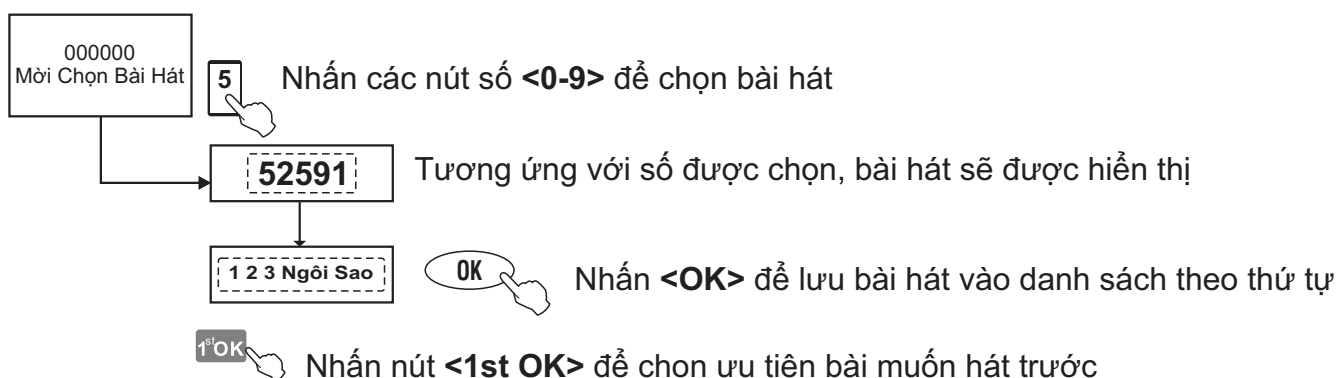 000000
Mời Chọn Bài Hát
5
Nhấn các nút số <0-9> để chọn bài hát
52591
Tương ứng với số được chọn, bài hát sẽ được hiển thị
1 2 3 Ngôi Sao
OK
Nhấn <OK> để lưu bài hát vào danh sách theo thứ tự
1st OK
Nhấn nút <1st OK> để chọn ưu tiên bài muốn hát trước